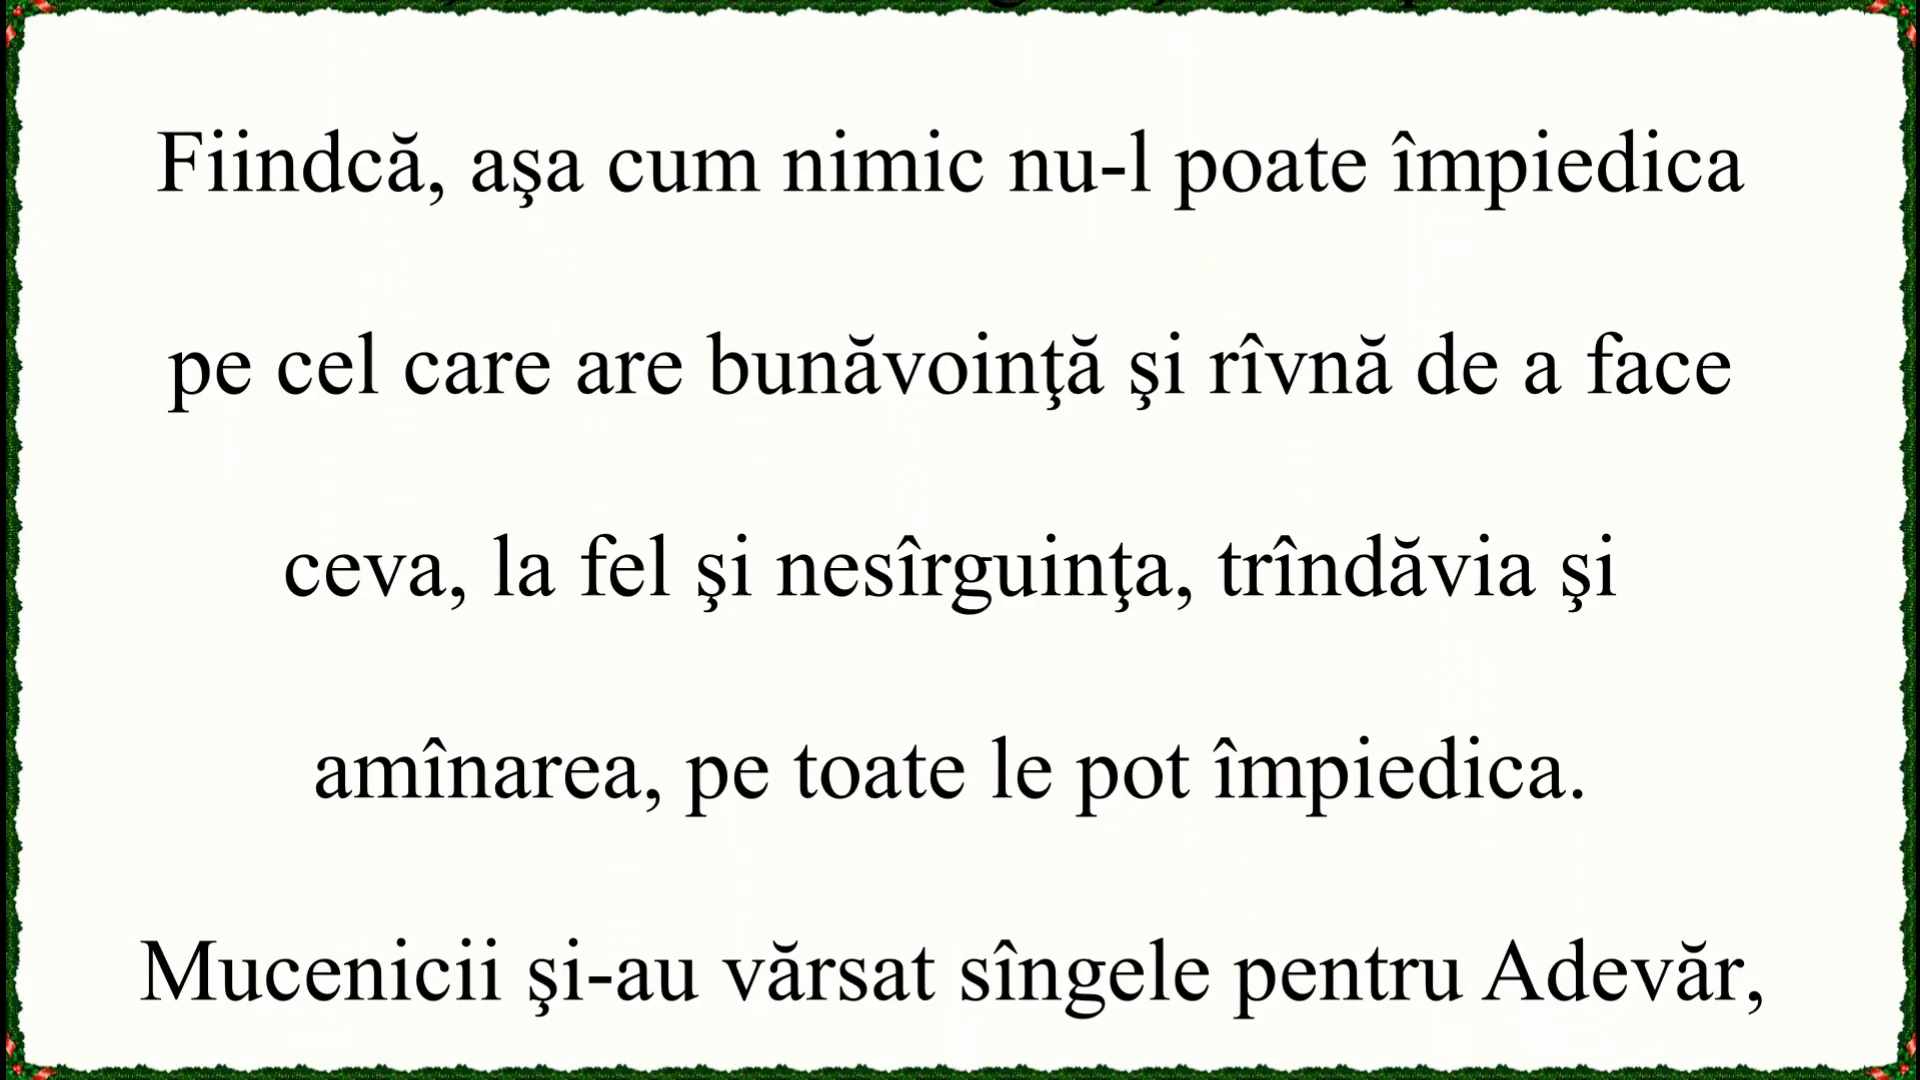 Fiindcă, aşa cum nimic nu-l poate împiedica
pe cel care are bunăvoinţă şi rîvnă de a face
ceva, la fel şi nesîrguinţa, trîndăvia şi
amînarea, pe toate le pot împiedica.
Mucenicii şi-au vărsat sîngele pentru Adevăr,